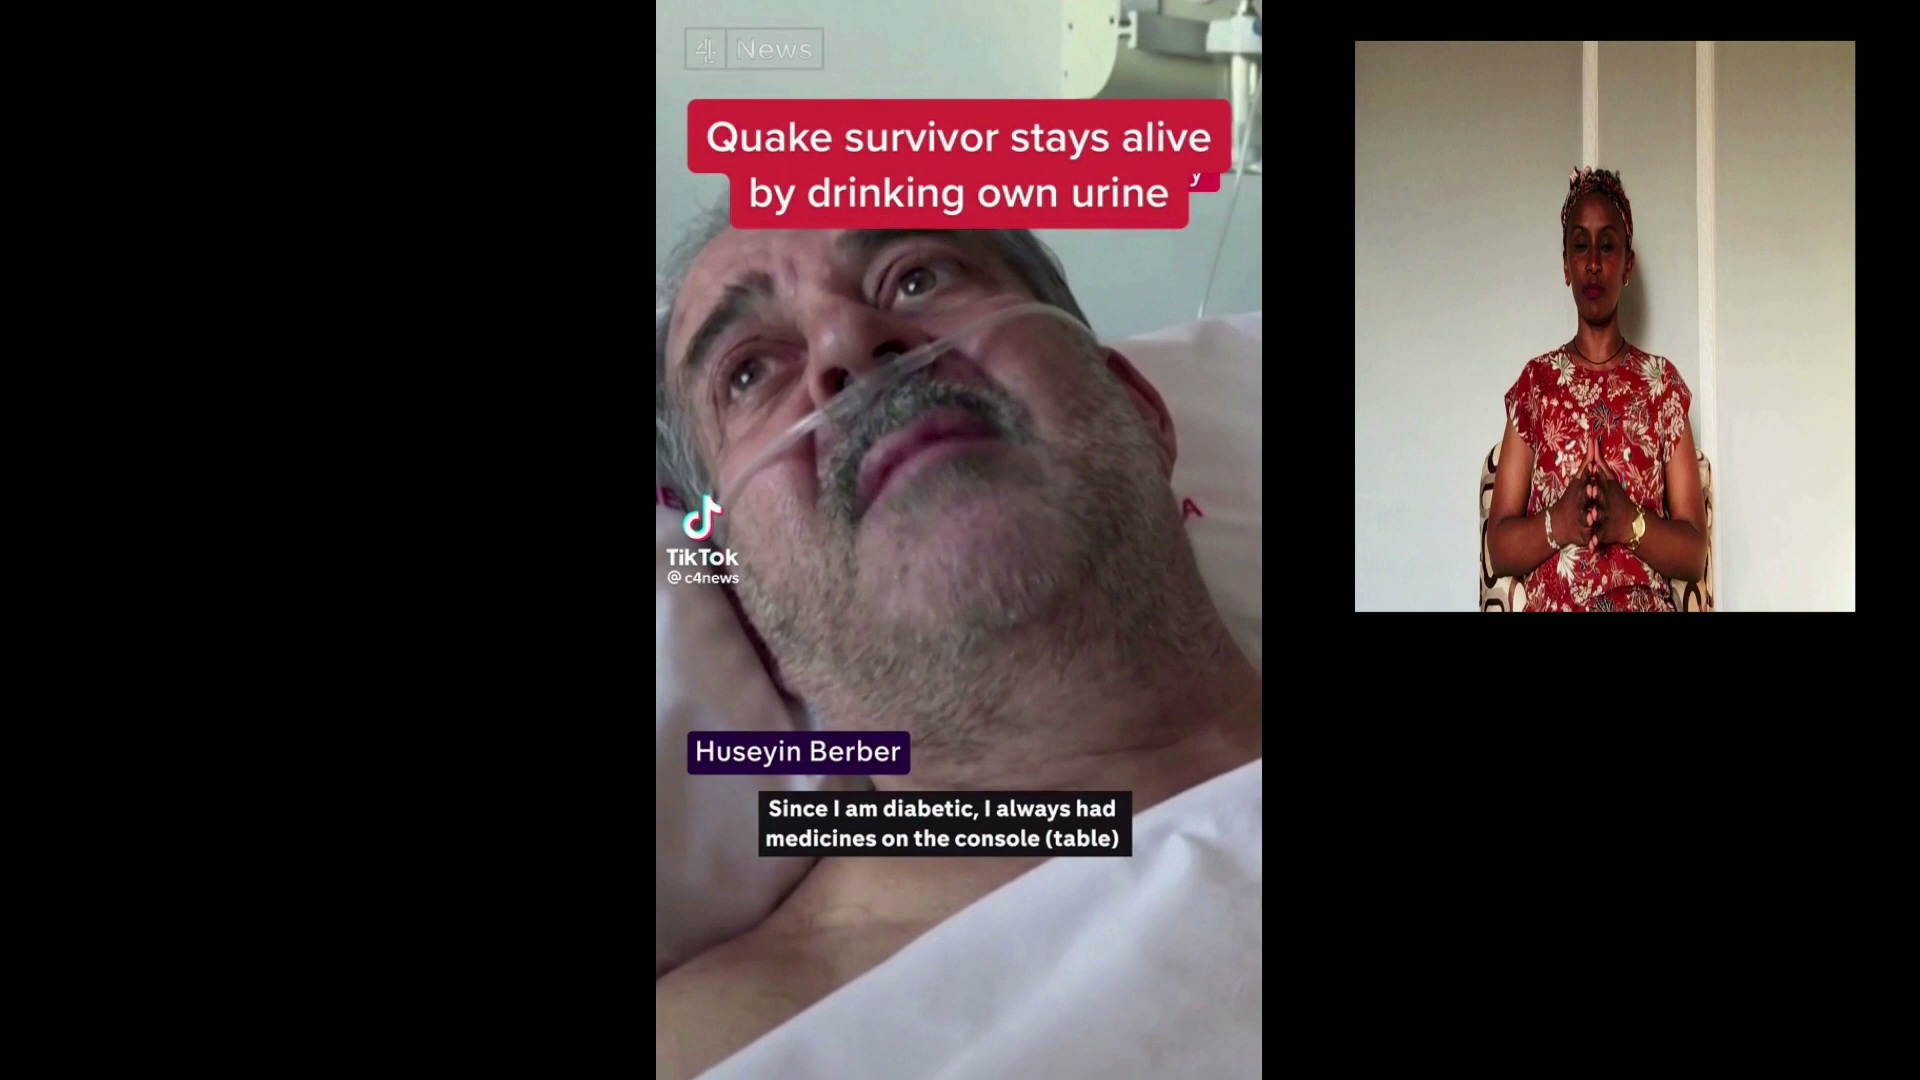 4 News
Quake survivor stays alive
by drinking own urine
y
TikTok
@c4news
A
Huseyin Berber
Since I am diabetic, I always had
medicines on the console (table)